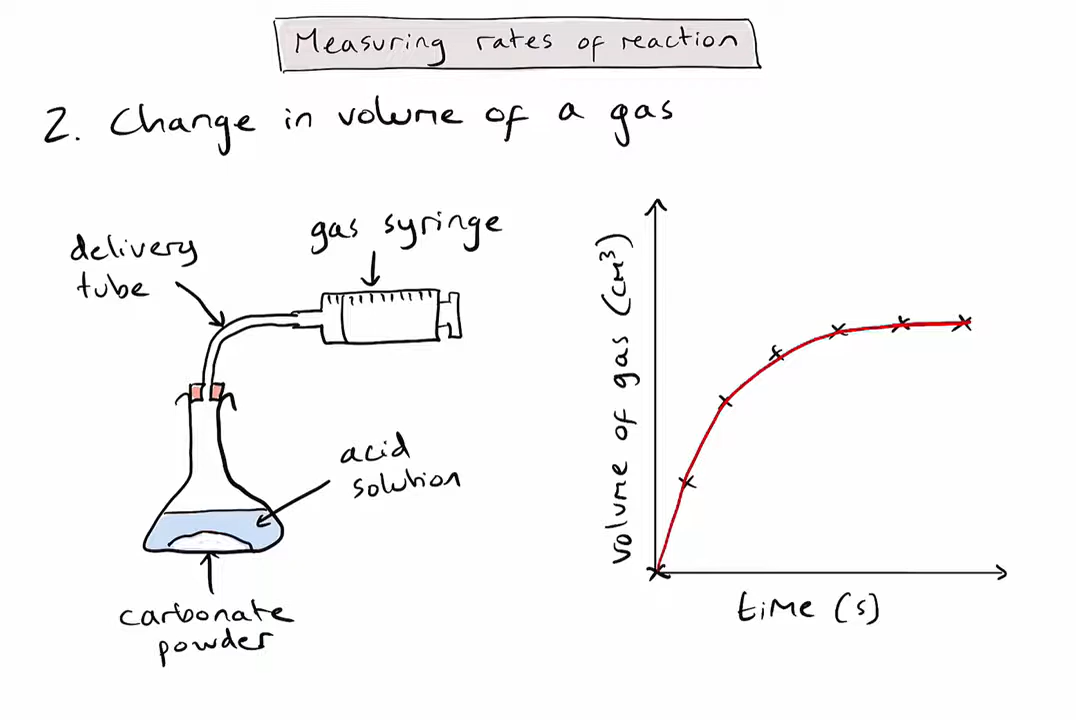 Measuring rates of reaction
2. Change in volume of a gas
delivery
tube
gas syringe
acid
solution
carbonate
powder
volume of gas (cm³)
time (s)